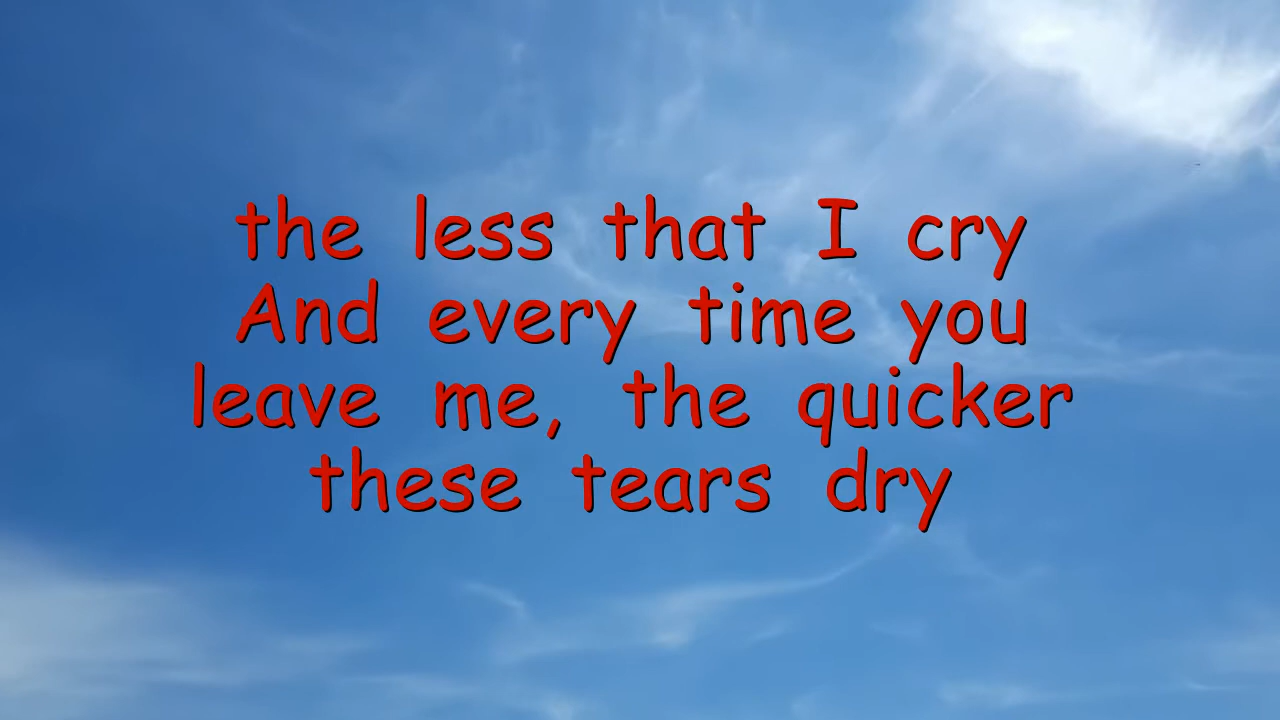 the less that I cry
And every time you
leave me, the quicker
these tears dry